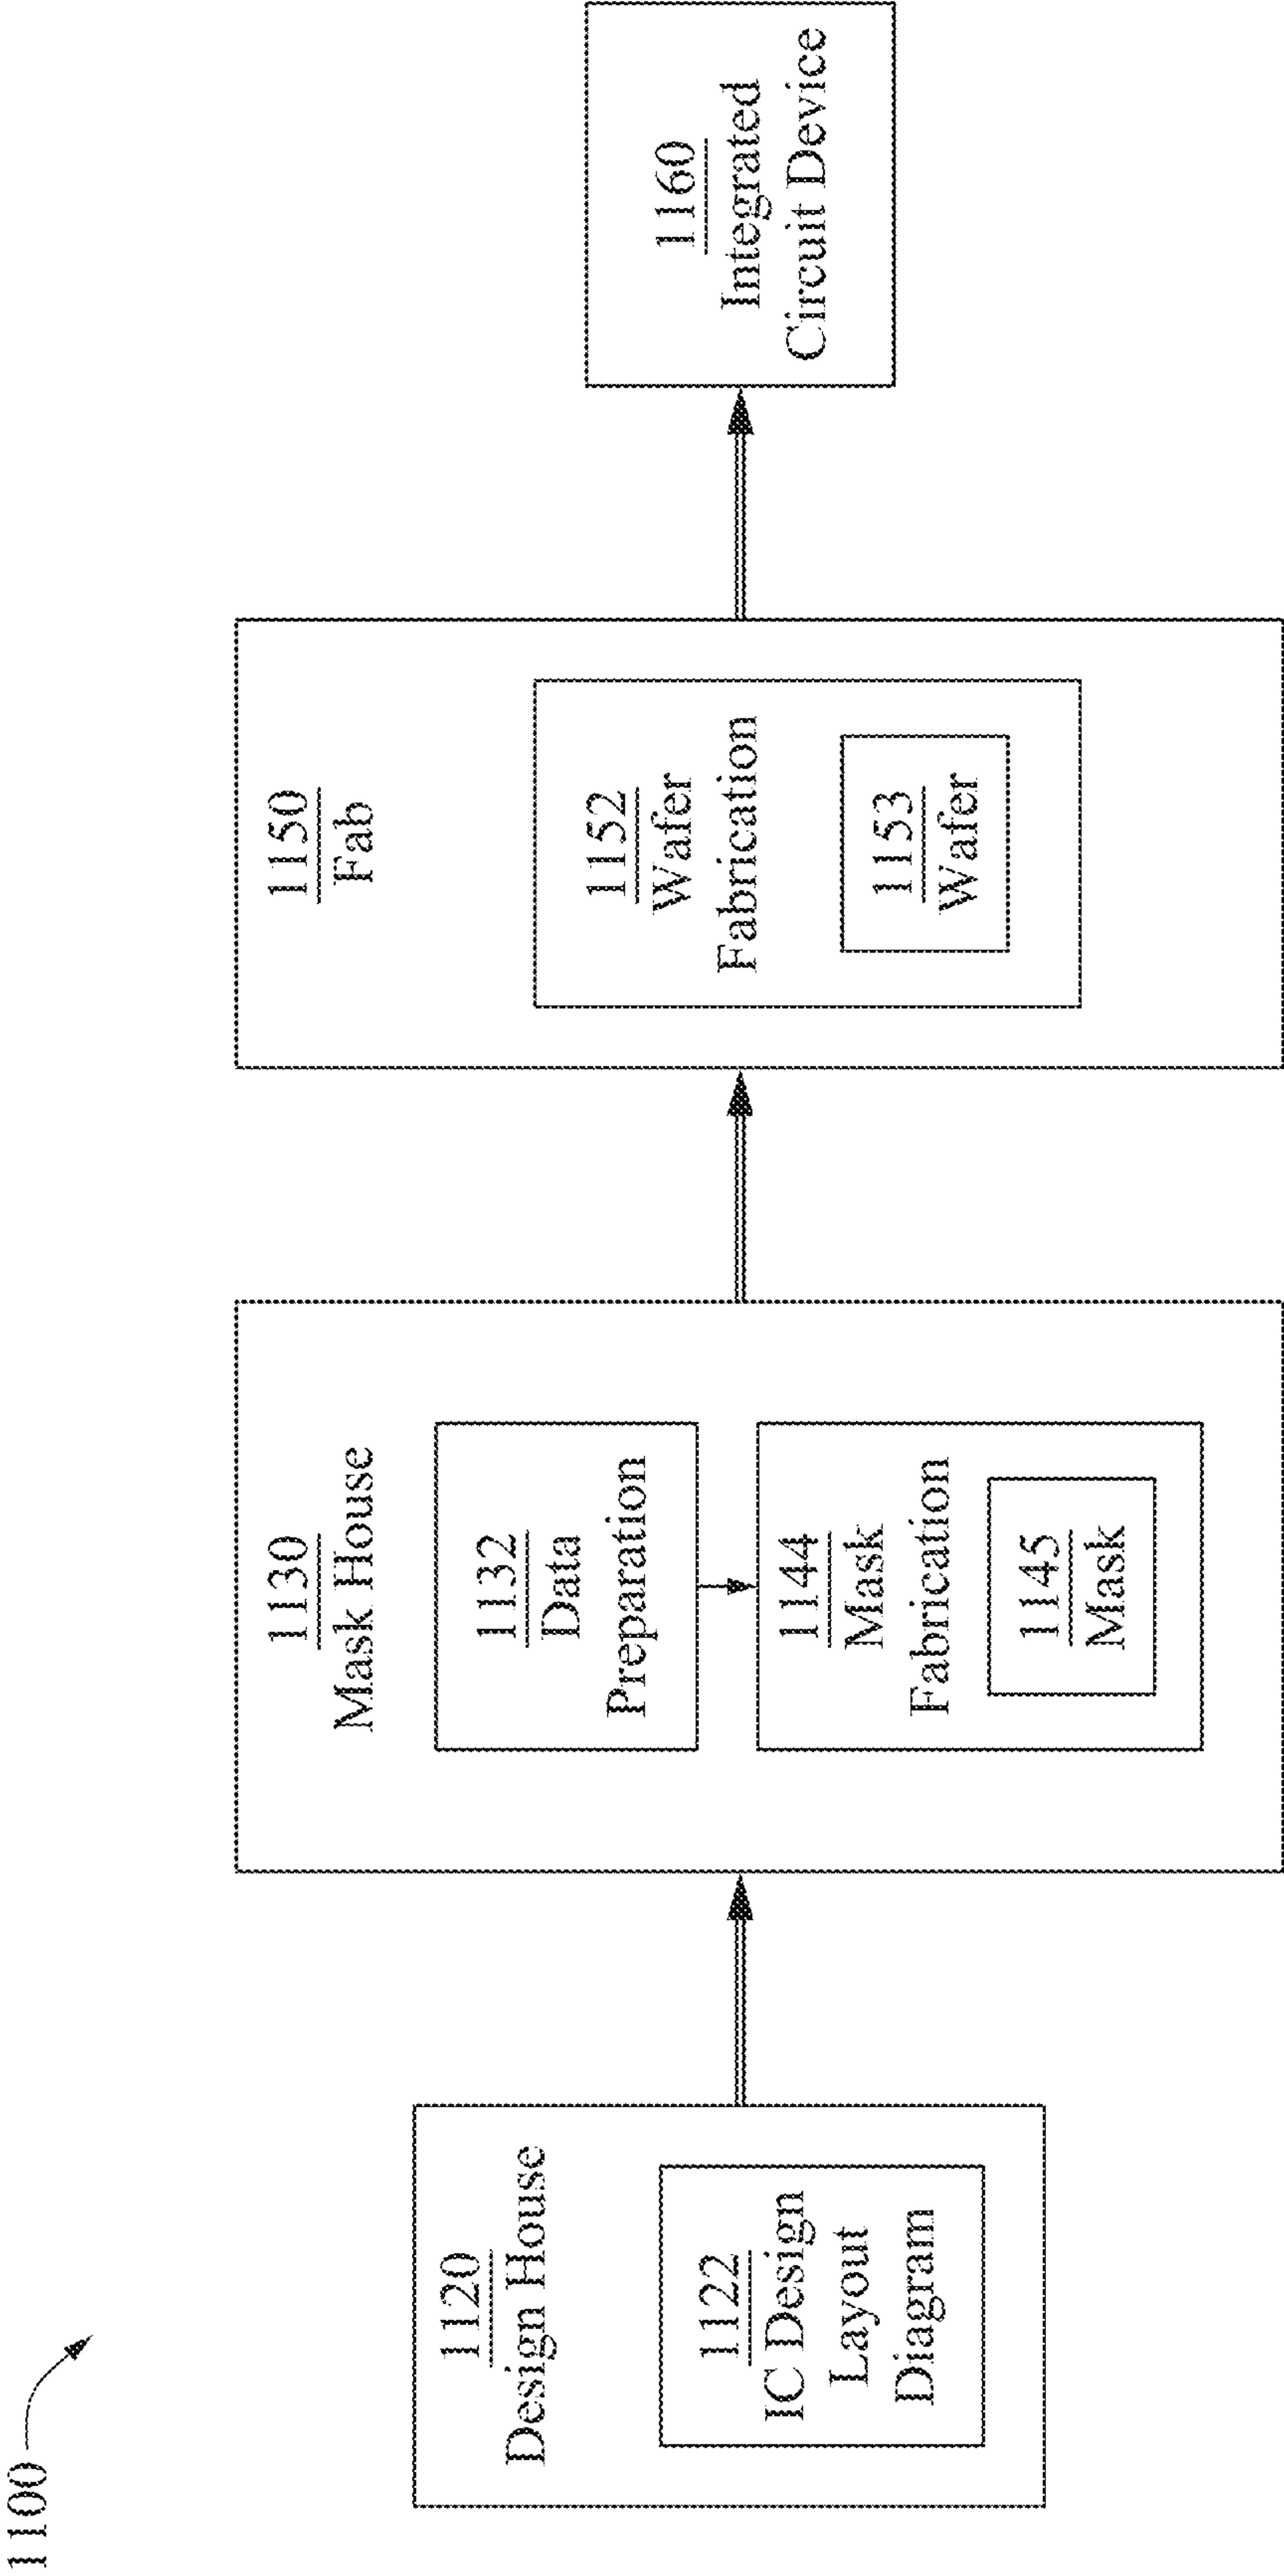 1100
1120
Design House
1122
IC Design
Layout
Diagram
1130
Mask House
1132
Data
Preparation
1144
Mask
Fabrication
1145
Mask
1150
Fab
1152
Wafer
Fabrication
1153
Wafer
1160
Integrated
Circuit Device